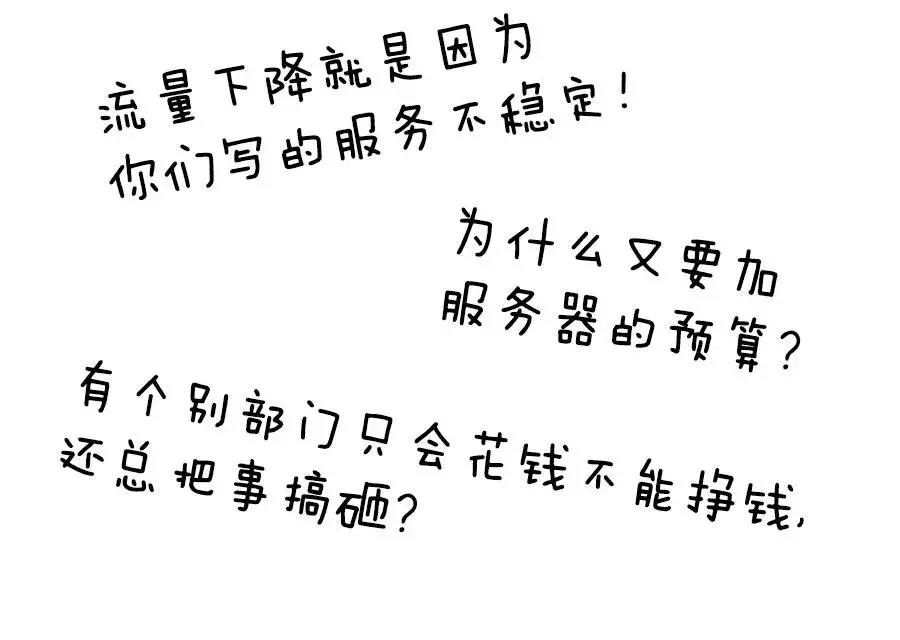 流量下降就是因为
你们写的服务不稳定！
为什么又要加
服务器的预算？
有个别部门只会花钱不能挣钱，
还总把事搞砸？